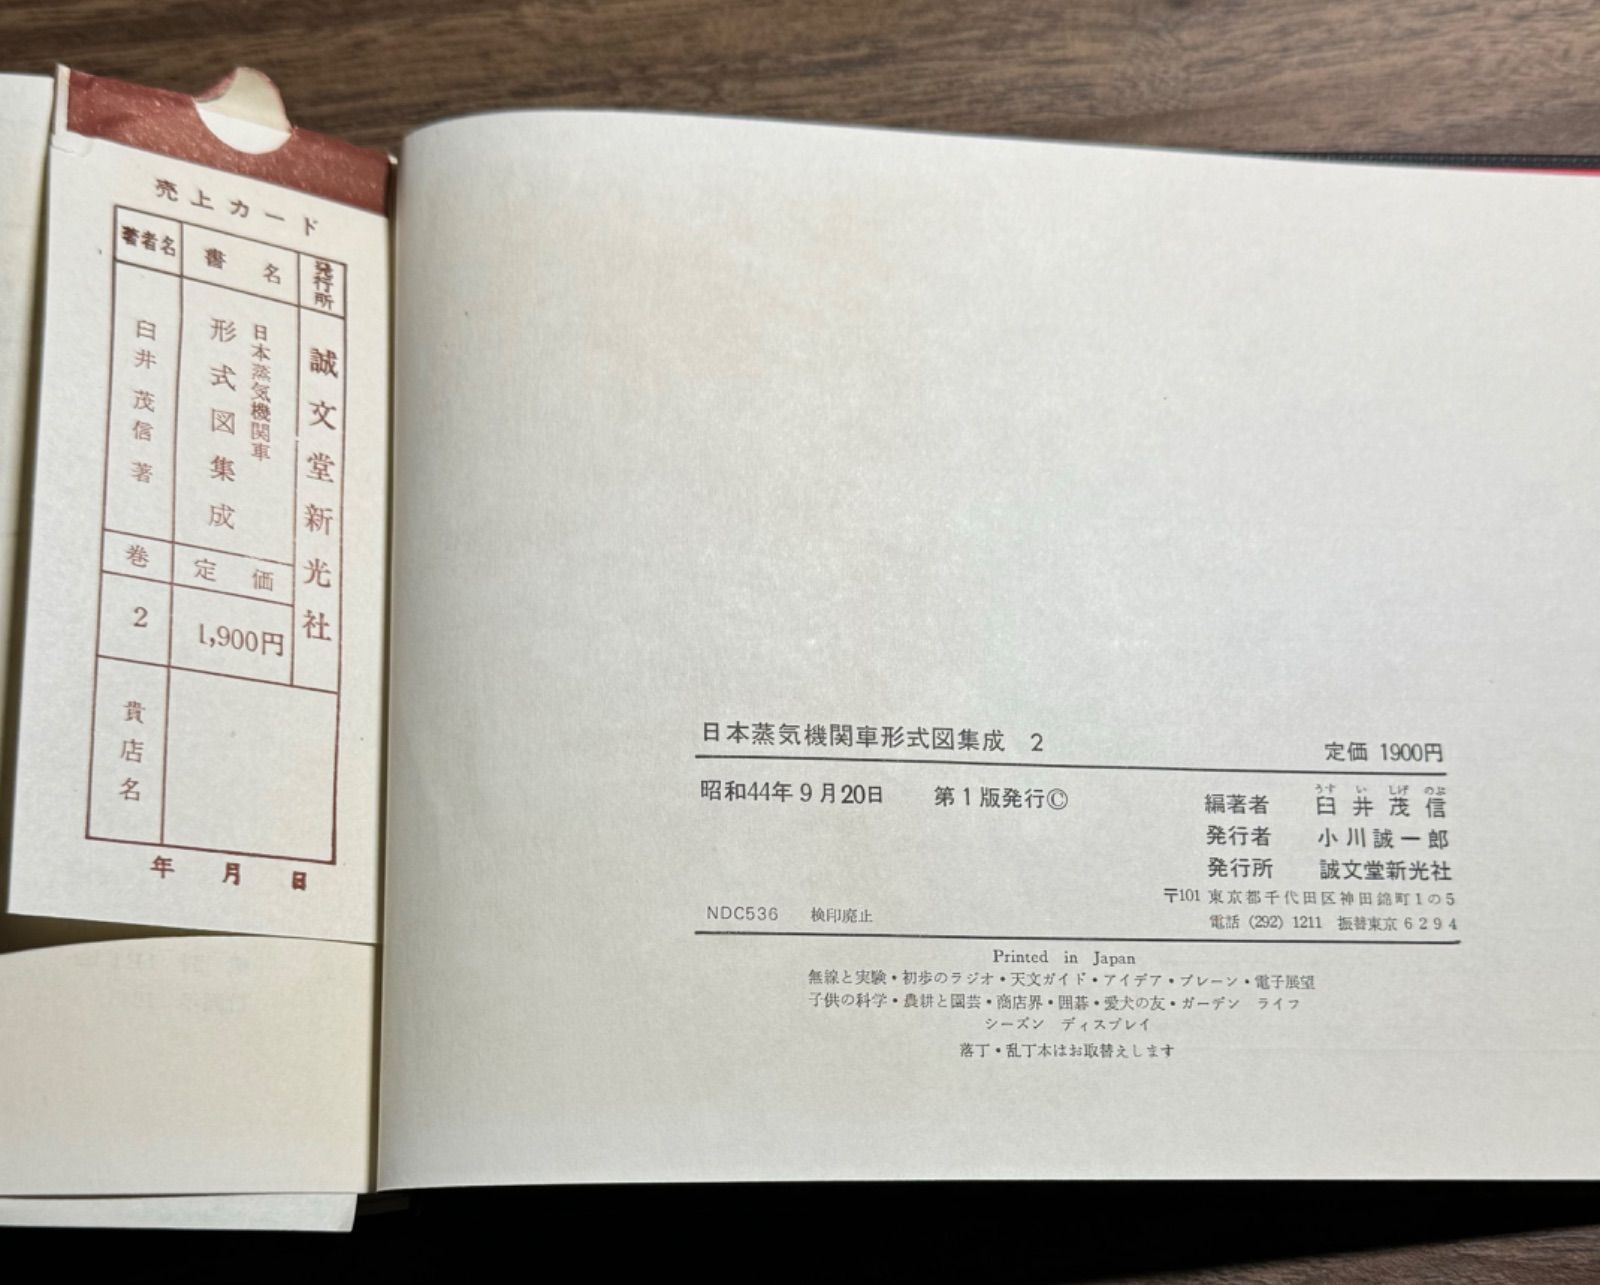 売上カード
発行所
誠文堂新光社
書名
日本蒸気機関車
形式図集成
著者名
臼井茂信著
定価
1,900円
巻
2
貴店名
年 月 日
日本蒸気機関車形式図集成 2
定価 1900円
昭和44年9月20日 第1版発行©
うす い しげ のぶ
編著者 臼井茂信
発行者 小川誠一郎
発行所 誠文堂新光社
〒101 東京都千代田区神田錦町1の5
電話 (292) 1211 振替東京 6294
NDC536 検印廃止
Printed in Japan
無線と実験・初歩のラジオ・天文ガイド・アイデア・ブレーン・電子展望
子供の科学・農耕と園芸・商店界・囲碁・愛犬の友・ガーデン ライフ
シーズン ディスプレイ
落丁・乱丁本はお取替えします